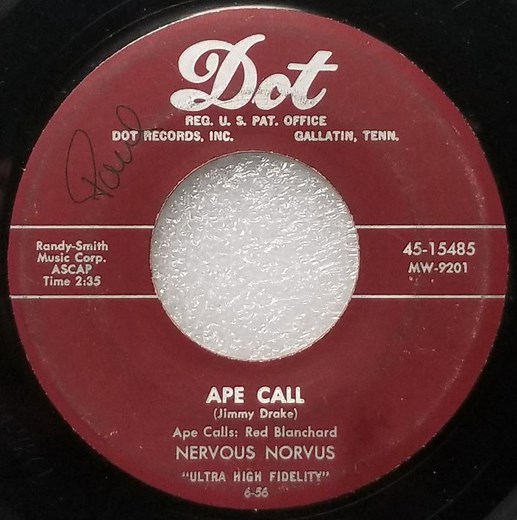 Dot
REG. U. S. PAT. OFFICE
DOT RECORDS, INC. GALLATIN, TENN.
Paul
Randy-Smith
Music Corp.
ASCAP
Time 2:35
45-15485
MW-9201
APE CALL
(Jimmy Drake)
Ape Calls: Red Blanchard
NERVOUS NORVUS
"ULTRA HIGH FIDELITY"
6-56